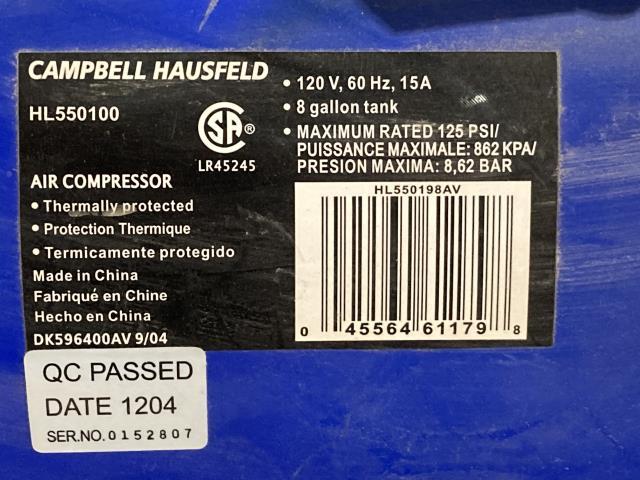 CAMPBELL HAUSFELD
HL550100
CSA®
LR45245
AIR COMPRESSOR
• Thermally protected
• Protection Thermique
• Termicamente protegido
Made in China
Fabriqué en Chine
Hecho en China
DK596400AV 9/04
• 120 V, 60 Hz, 15A
• 8 gallon tank
• MAXIMUM RATED 125 PSI/
PUISSANCE MAXIMALE: 862 KPA/
PRESION MAXIMA: 8,62 BAR
HL550198AV
0 45564 61179 8
QC PASSED
DATE 1204
SER.NO. 0152807